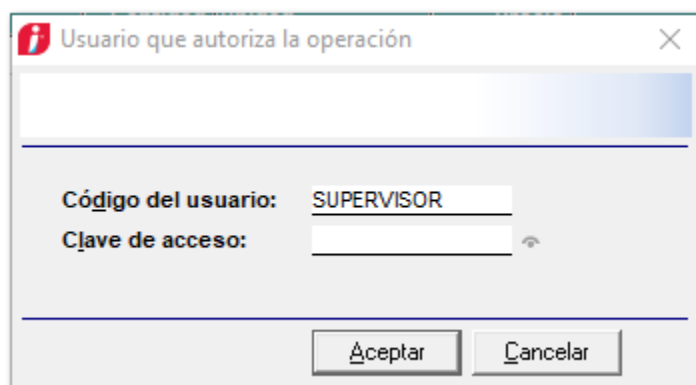 Usuario que autoriza la operación
Código del usuario: SUPERVISOR
Clave de acceso:
Aceptar Cancelar